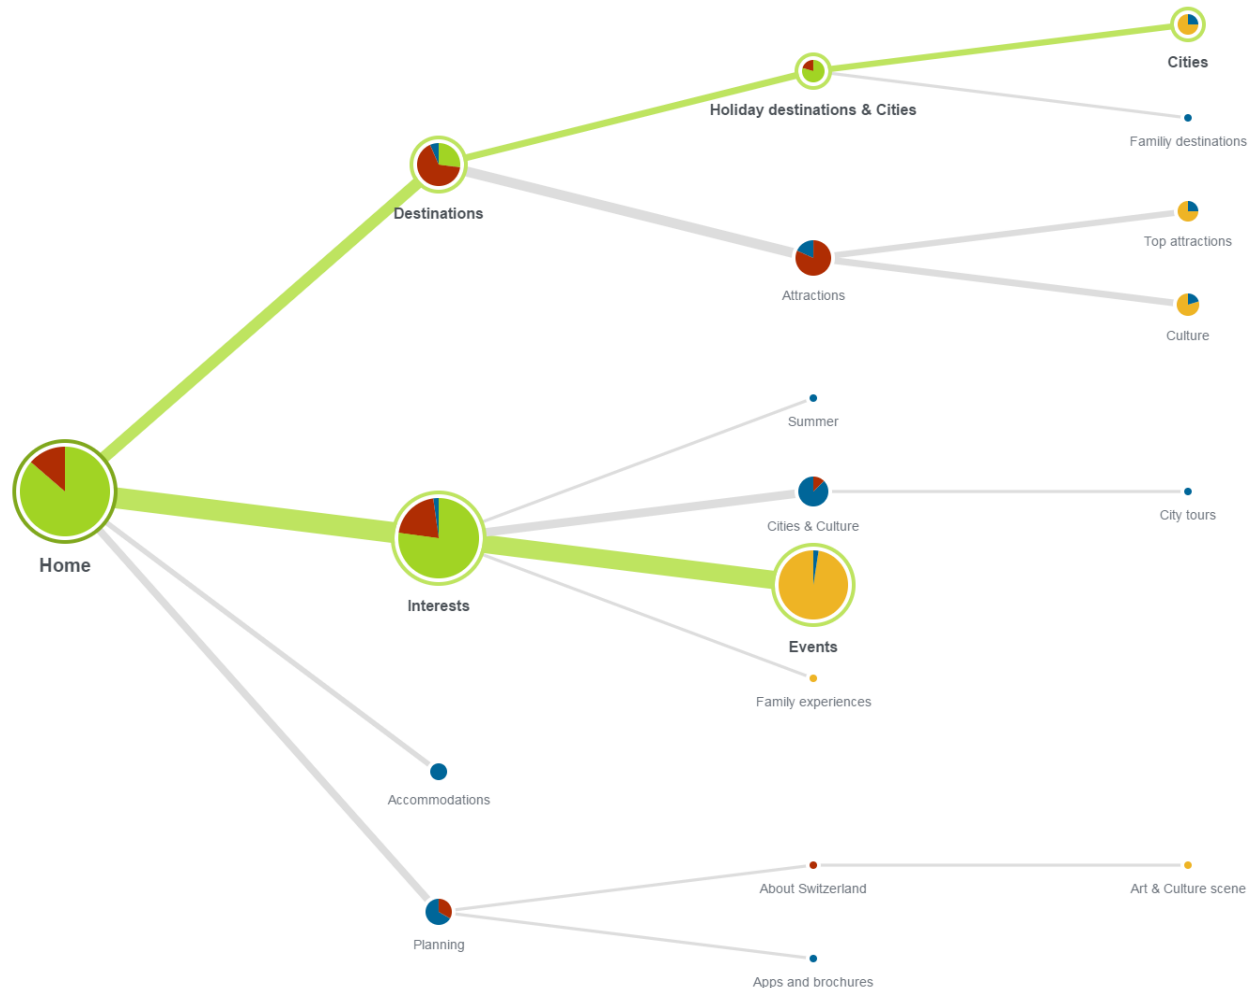 Cities
Holiday destinations & Cities
Familiy destinations
Destinations
Top attractions
Attractions
Culture
Summer
Cities & Culture
City tours
Home
Interests
Events
Family experiences
Accommodations
About Switzerland
Art & Culture scene
Planning
Apps and brochures